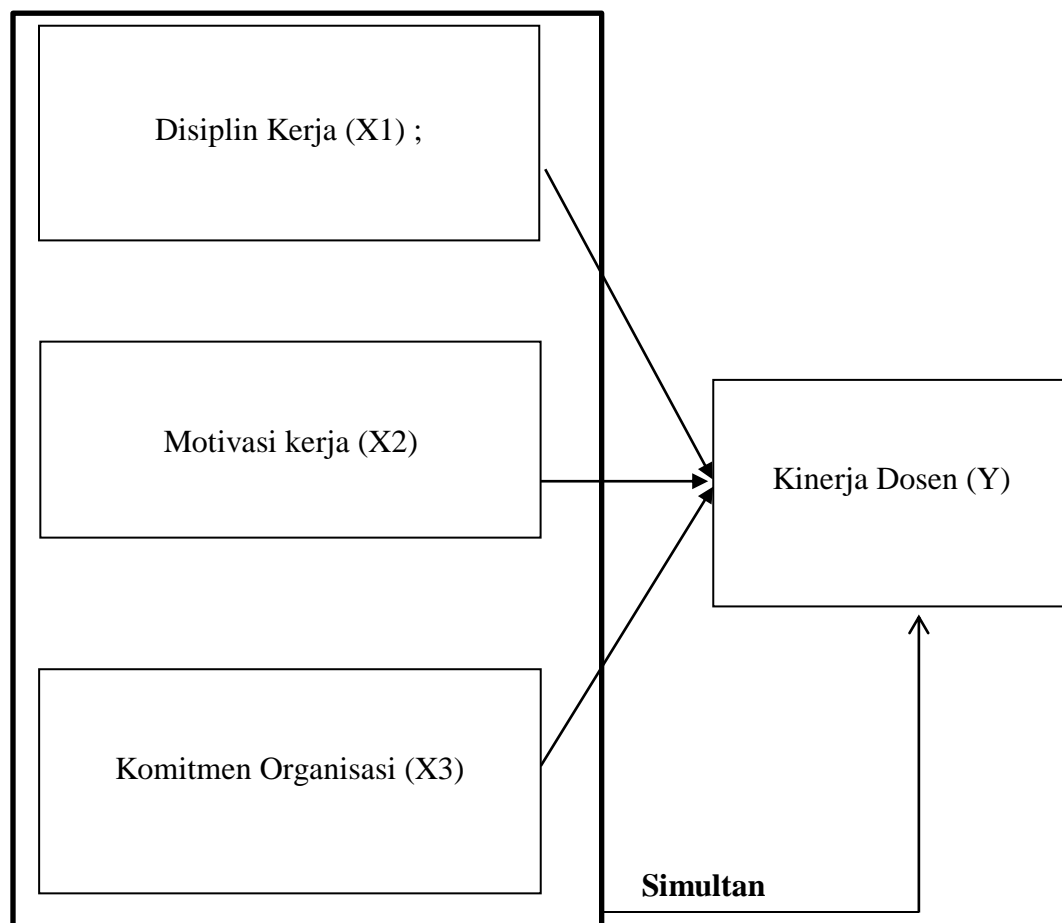 Disiplin Kerja (X1) ;
Motivasi kerja (X2)
Kinerja Dosen (Y)
Komitmen Organisasi (X3)
Simultan